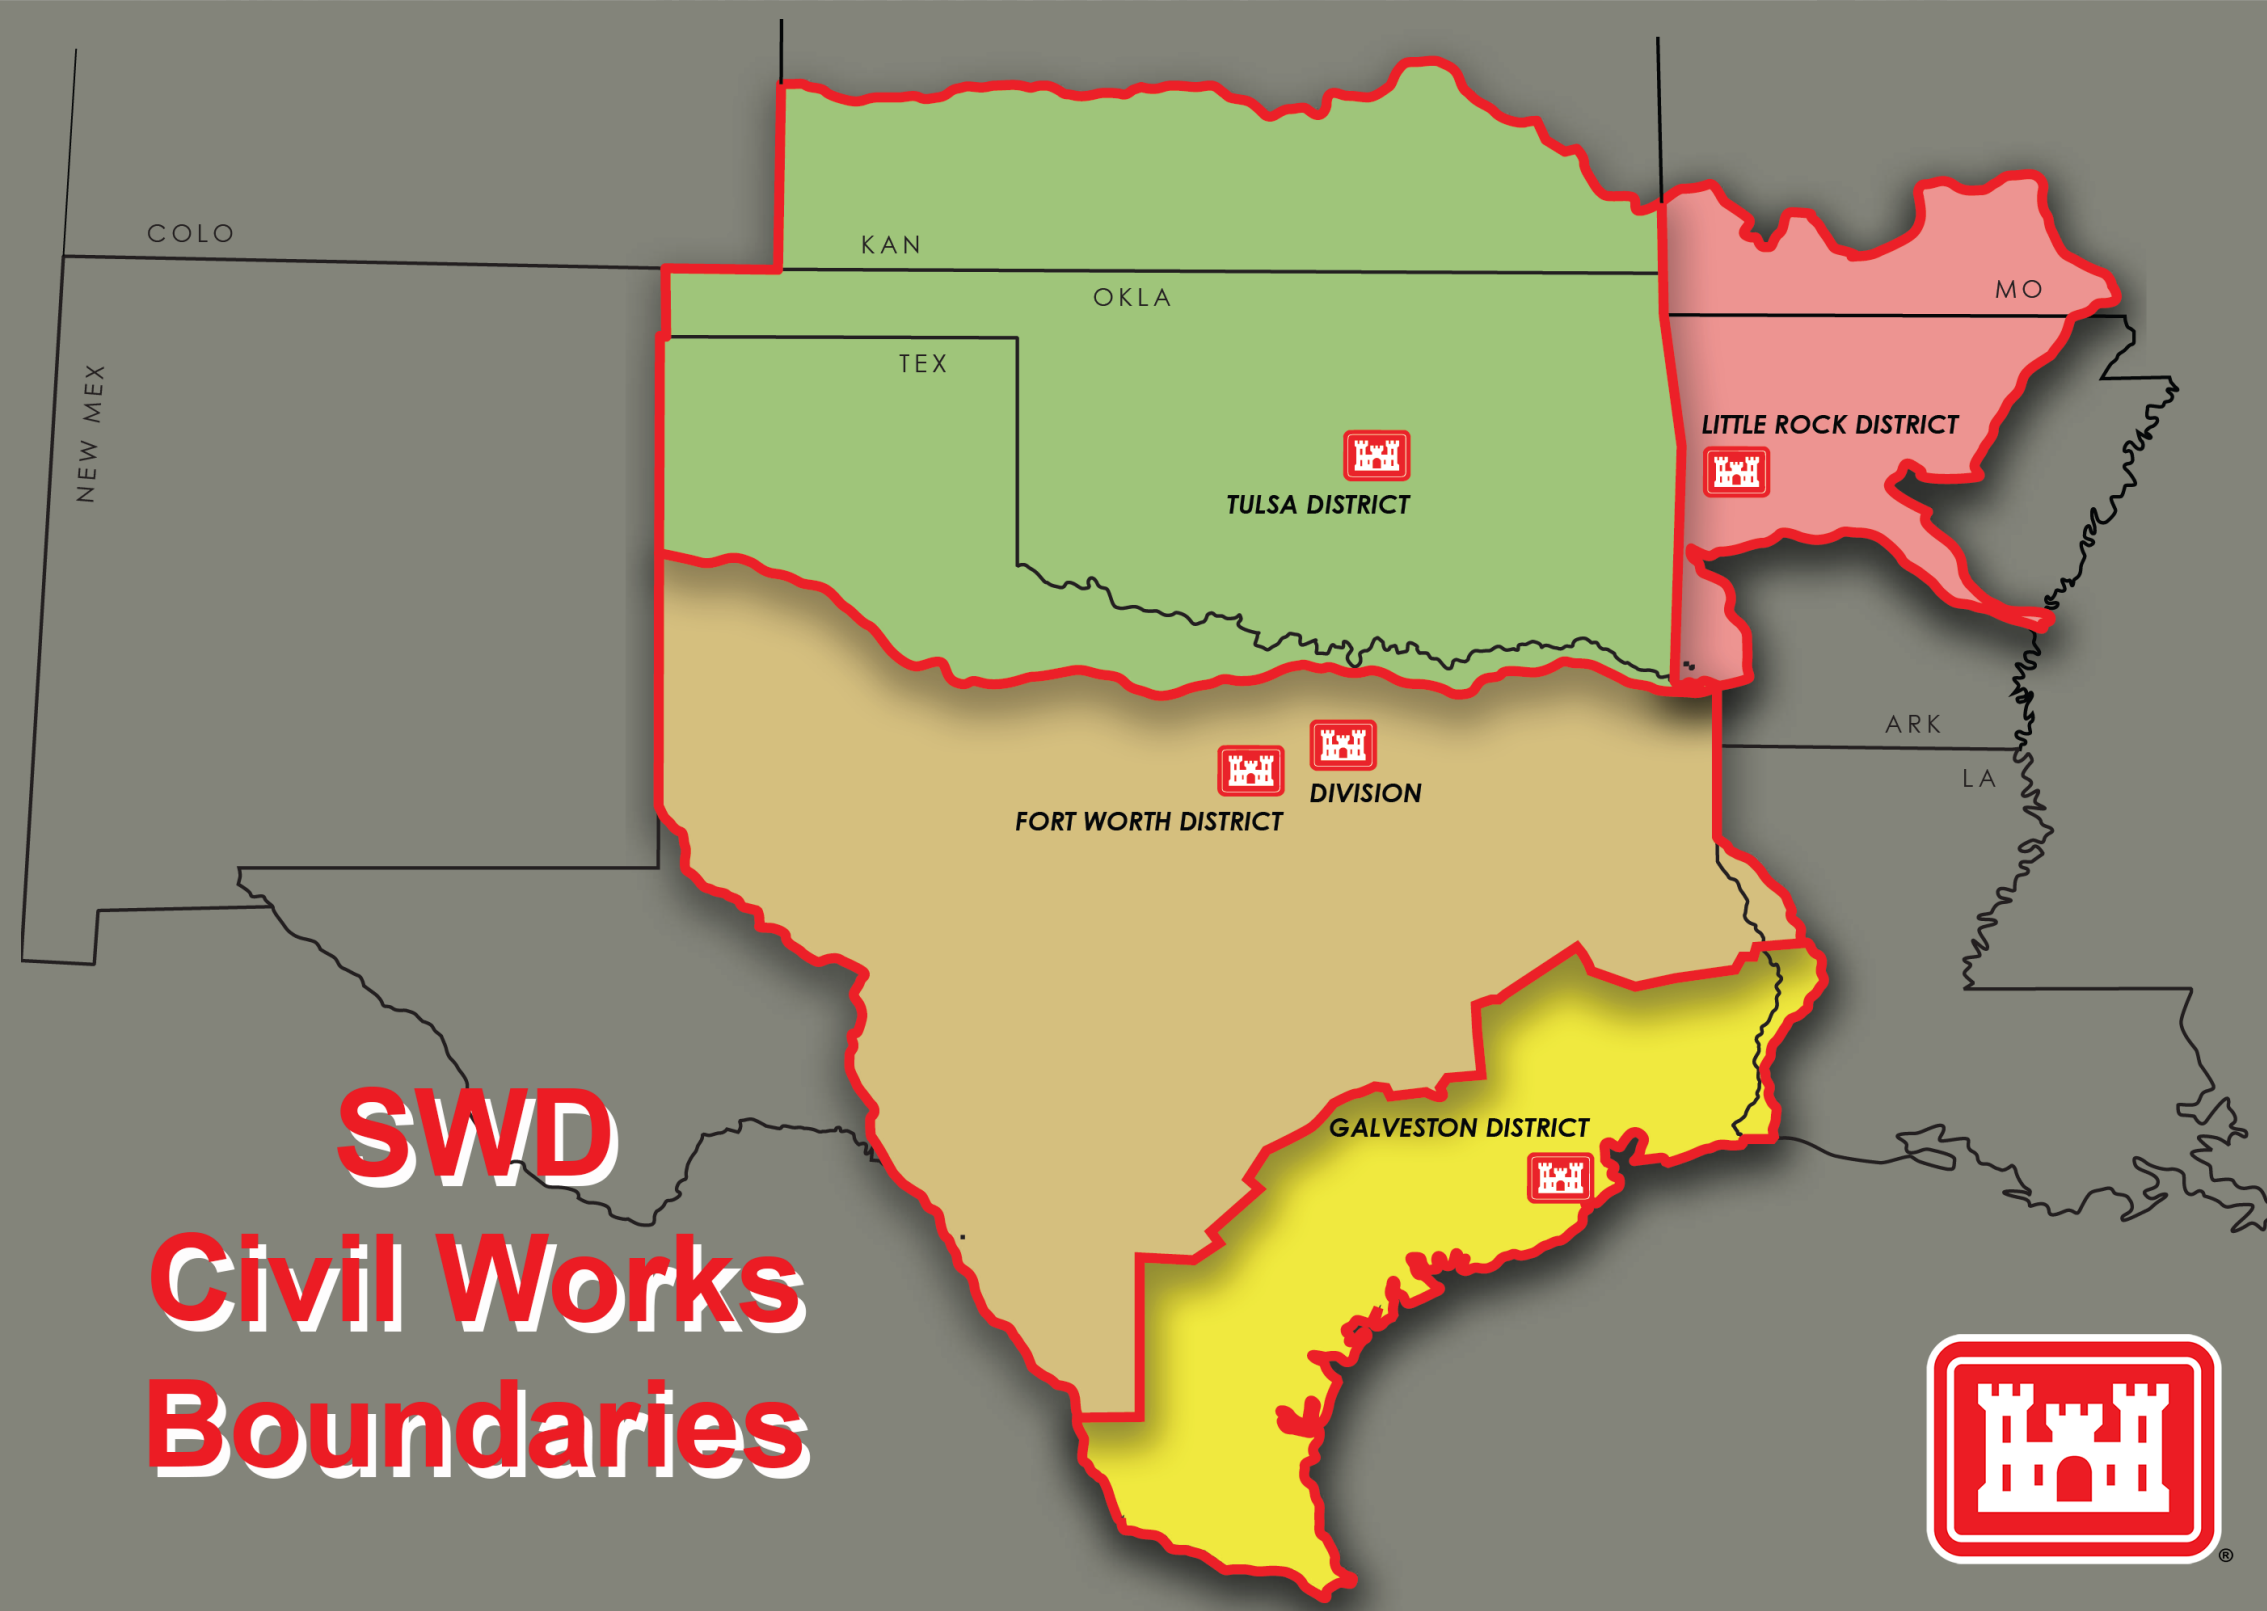 COLO
KAN
OKLA
MO
TEX
NEW MEX
LITTLE ROCK DISTRICT
TULSA DISTRICT
ARK
LA
DIVISION
FORT WORTH DISTRICT
GALVESTON DISTRICT
SWD
Civil Works
Boundaries
®